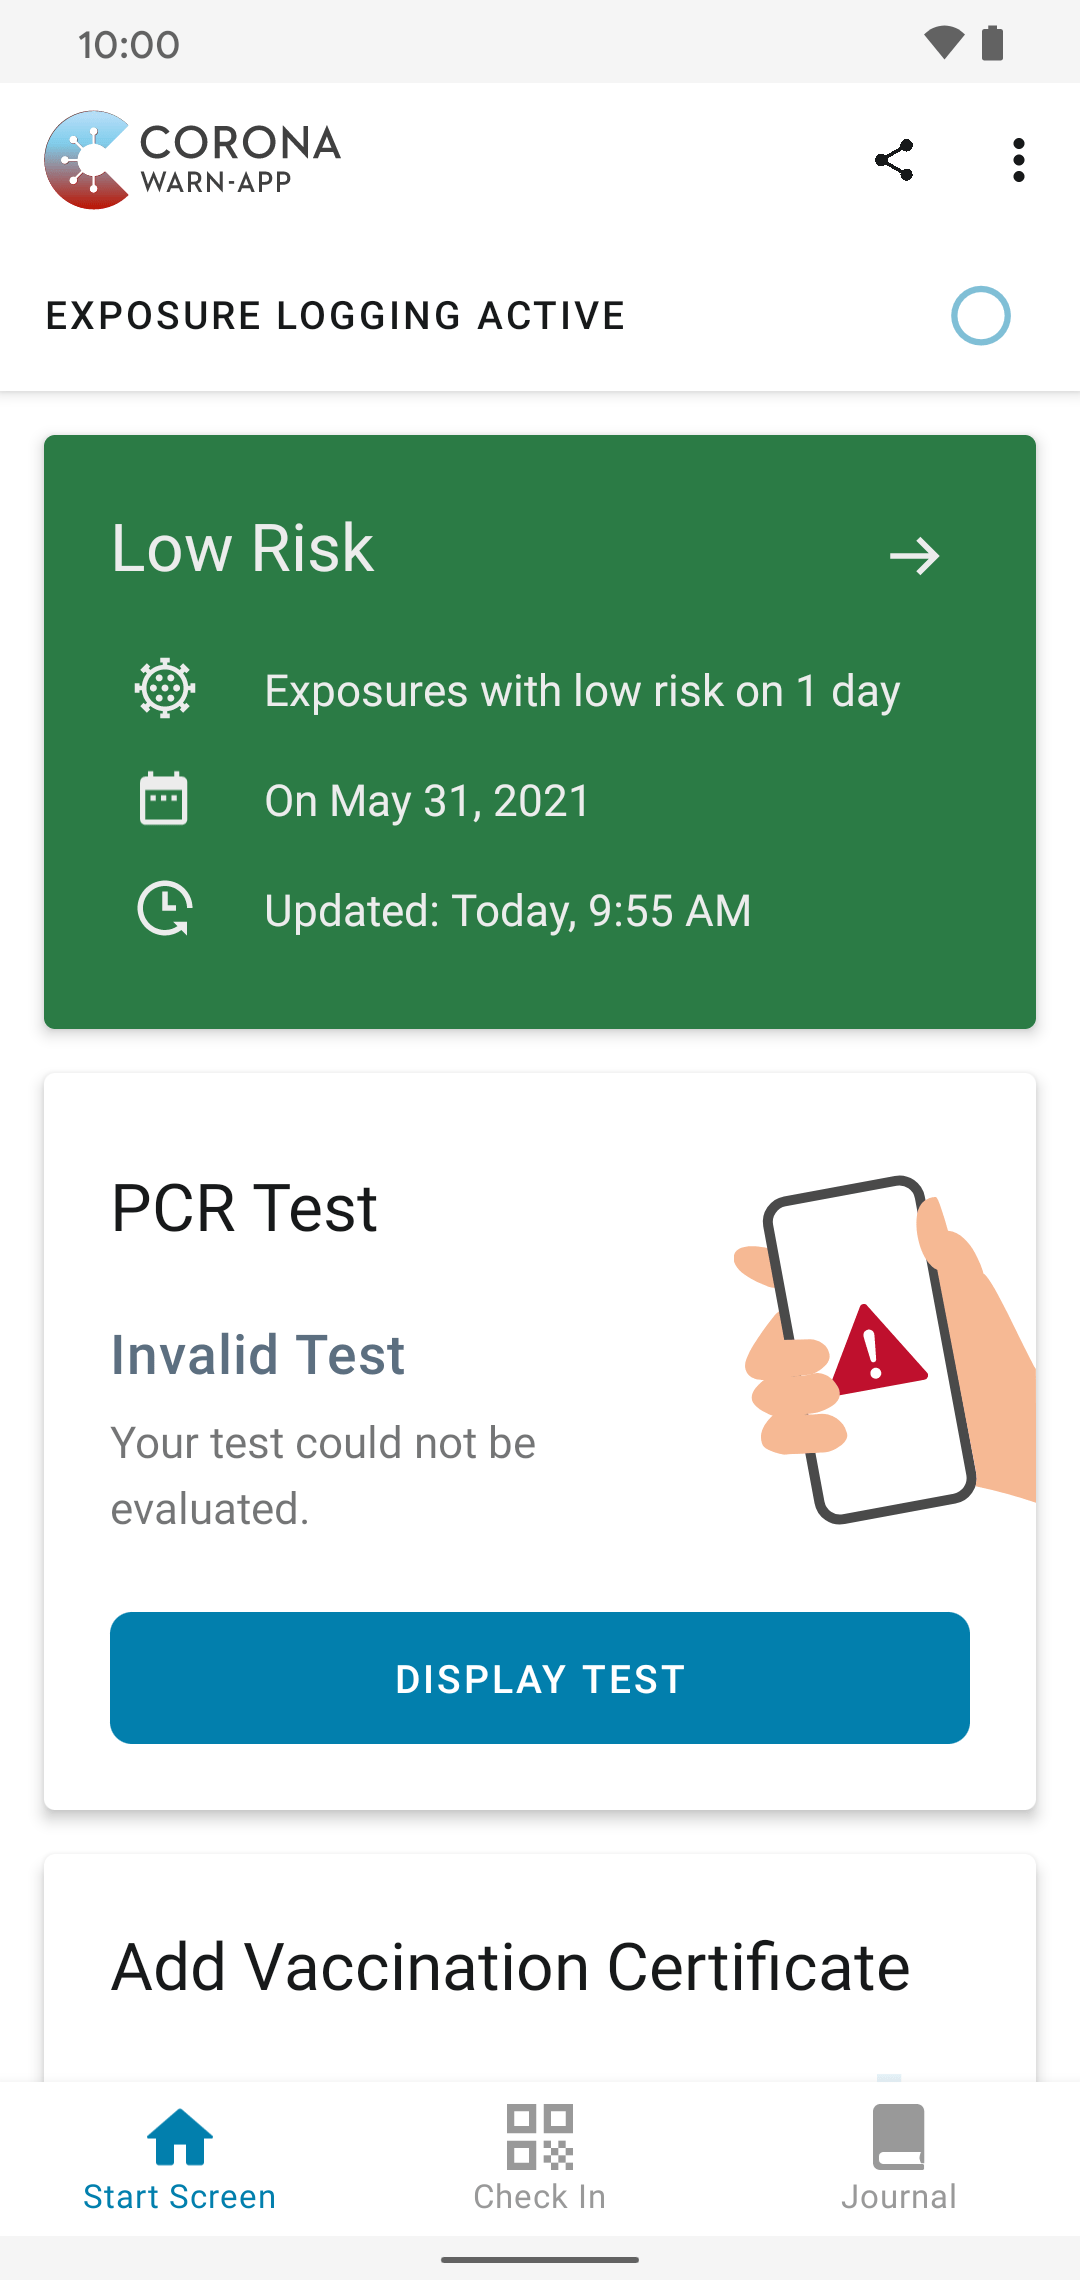 10:00
CORONA
WARN-APP
EXPOSURE LOGGING ACTIVE
Low Risk
Exposures with low risk on 1 day
On May 31, 2021
Updated: Today, 9:55 AM
PCR Test
Invalid Test
Your test could not be
evaluated.
DISPLAY TEST
Add Vaccination Certificate
Start Screen
Check In
Journal